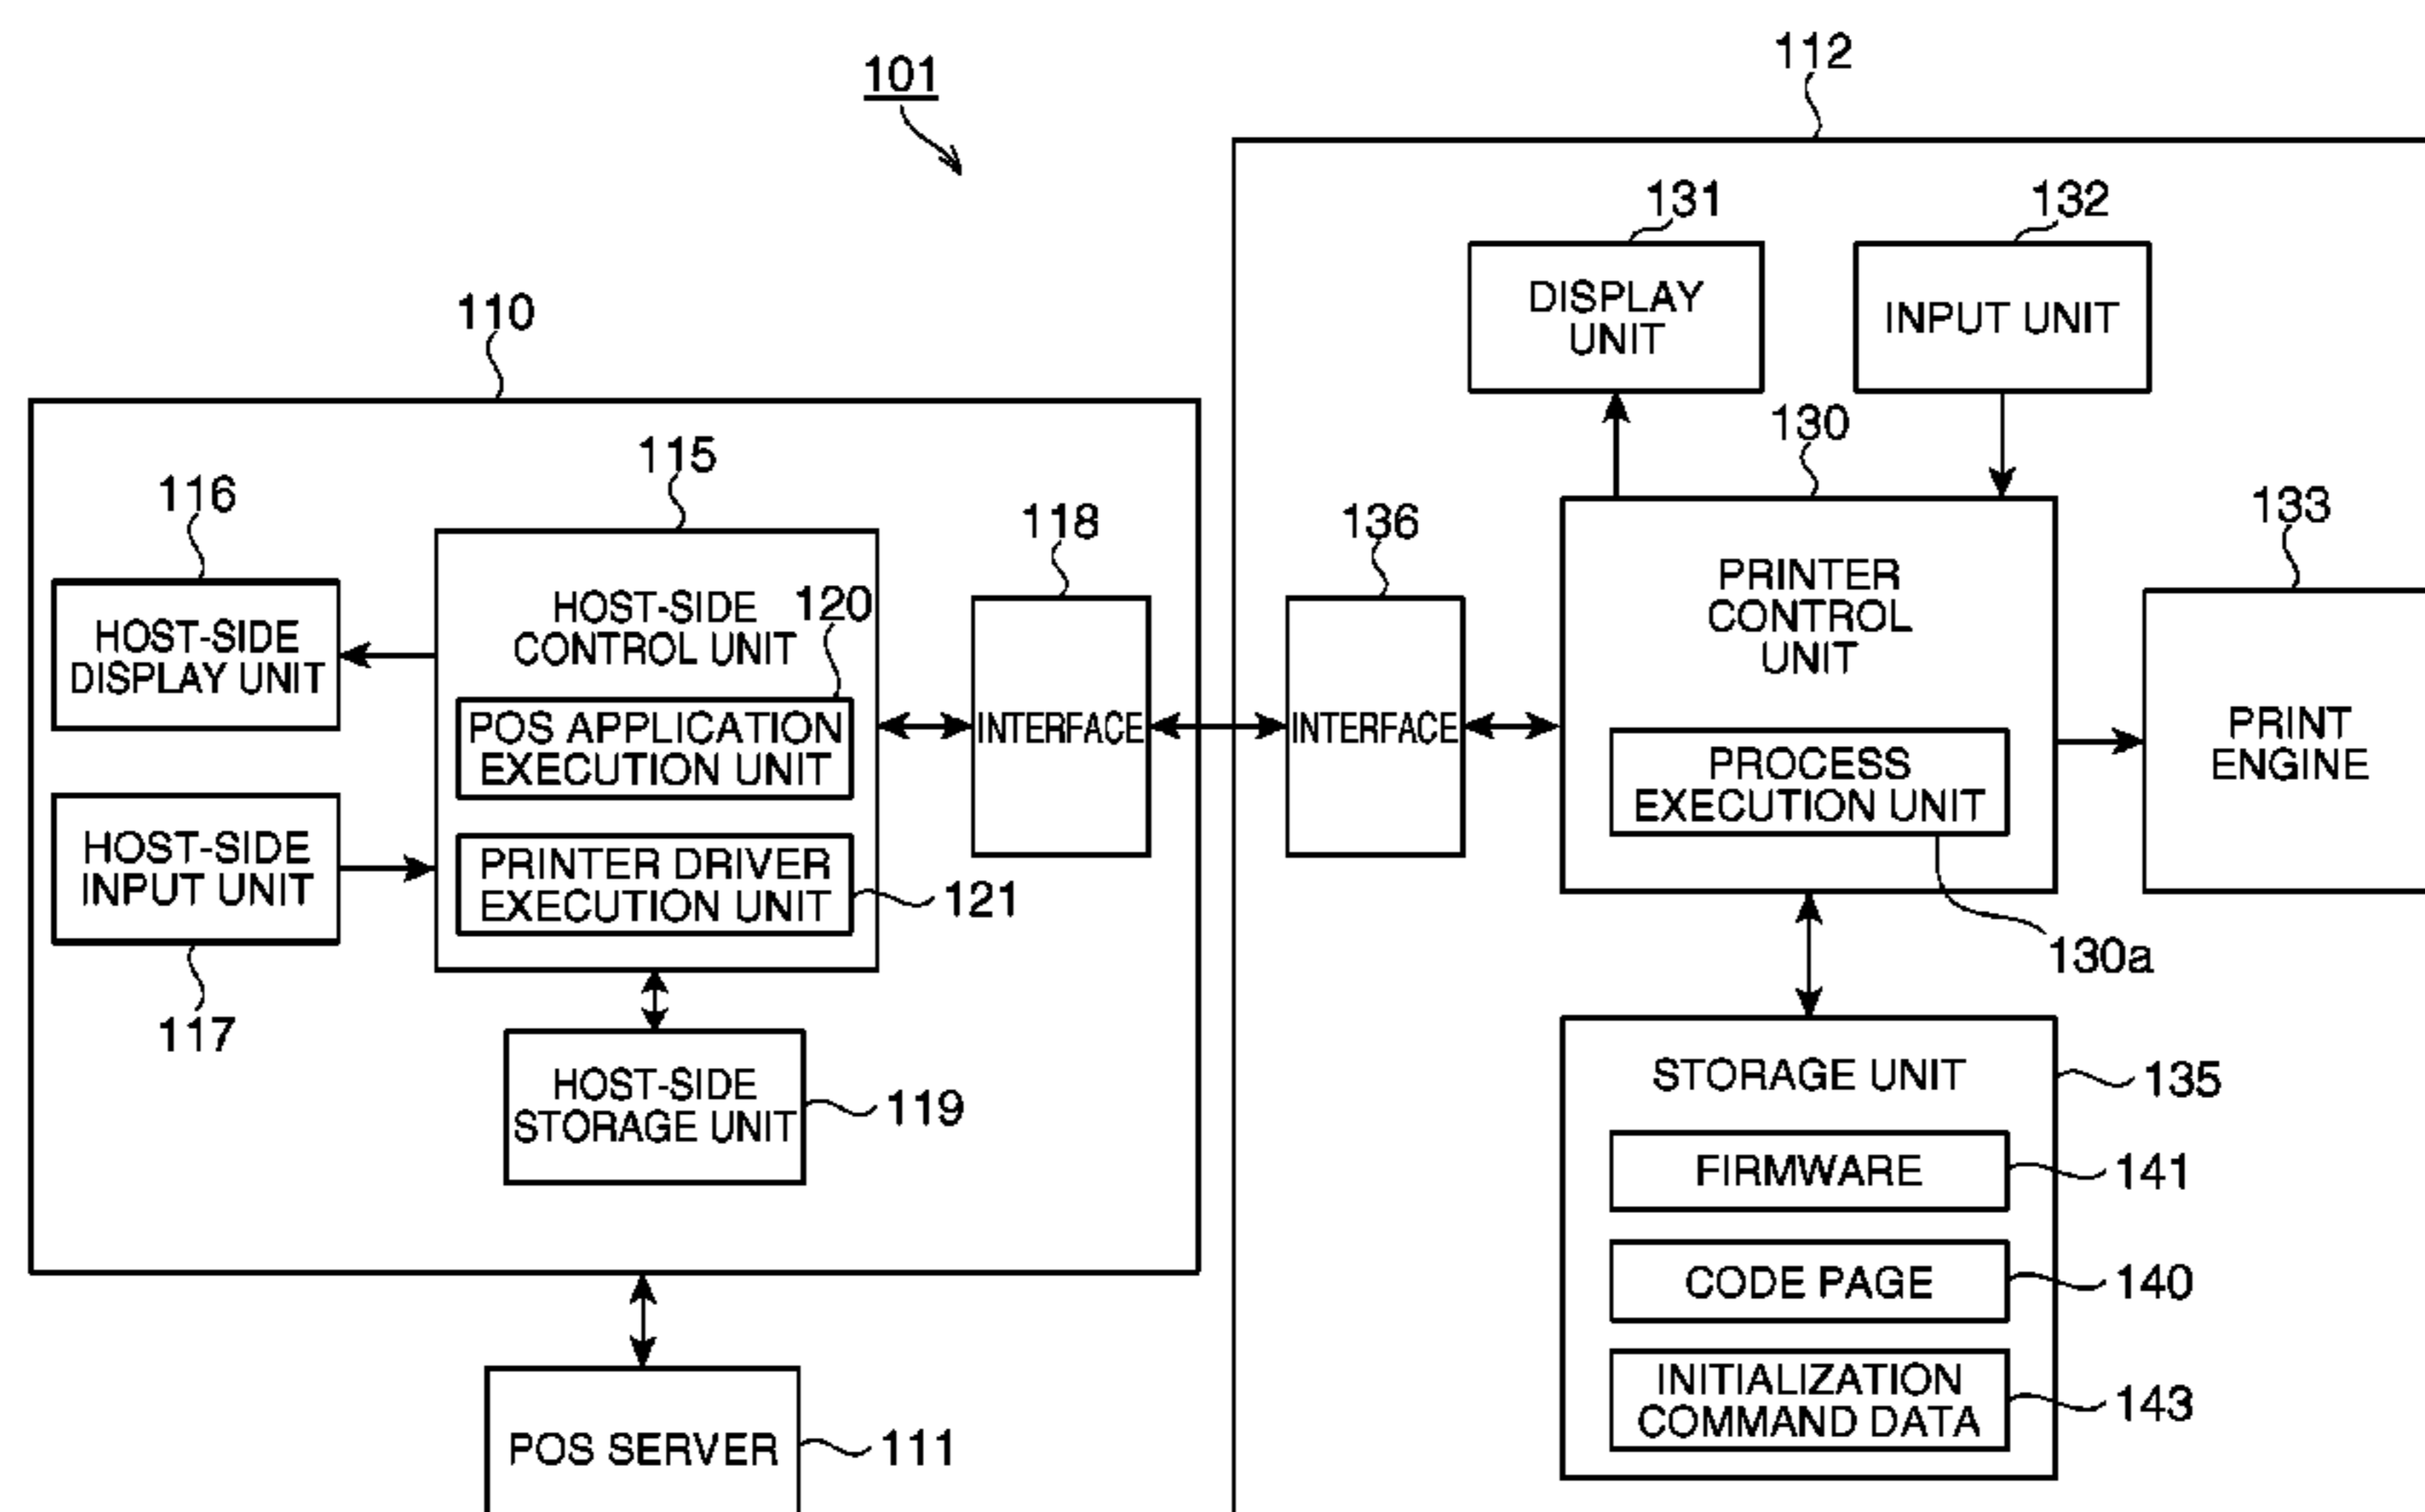 101
112
131
132
DISPLAY
UNIT
INPUT UNIT
110
130
115
116
118
136
133
HOST-SIDE
CONTROL UNIT
120
PRINTER
CONTROL
UNIT
HOST-SIDE
DISPLAY UNIT
POS APPLICATION
EXECUTION UNIT
INTERFACE
INTERFACE
PRINT
ENGINE
PROCESS
EXECUTION UNIT
HOST-SIDE
INPUT UNIT
PRINTER DRIVER
EXECUTION UNIT
121
130a
117
HOST-SIDE
STORAGE UNIT
119
STORAGE UNIT
135
FIRMWARE
141
CODE PAGE
140
INITIALIZATION
COMMAND DATA
143
POS SERVER
111